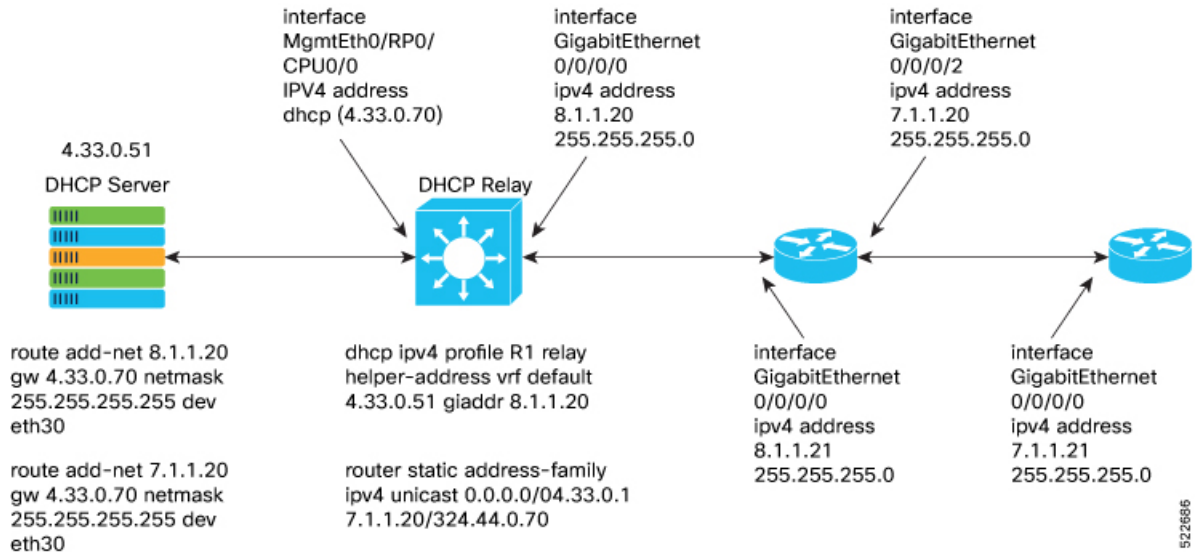 interface
MgmtEth0/RP0/
CPU0/0
IPV4 address
dhcp (4.33.0.70)
interface
GigabitEthernet
0/0/0/0
ipv4 address
8.1.1.20
255.255.255.0
interface
GigabitEthernet
0/0/0/2
ipv4 address
7.1.1.20
255.255.255.0
4.33.0.51
DHCP Server
DHCP Relay
route add-net 8.1.1.20
gw 4.33.0.70 netmask
255.255.255.255 dev
eth30
route add-net 7.1.1.20
gw 4.33.0.70 netmask
255.255.255.255 dev
eth30
dhcp ipv4 profile R1 relay
helper-address vrf default
4.33.0.51 giaddr 8.1.1.20
router static address-family
ipv4 unicast 0.0.0.0/04.33.0.1
7.1.1.20/324.44.0.70
interface
GigabitEthernet
0/0/0/0
ipv4 address
8.1.1.21
255.255.255.0
interface
GigabitEthernet
0/0/0/0
ipv4 address
7.1.1.21
255.255.255.0
522686